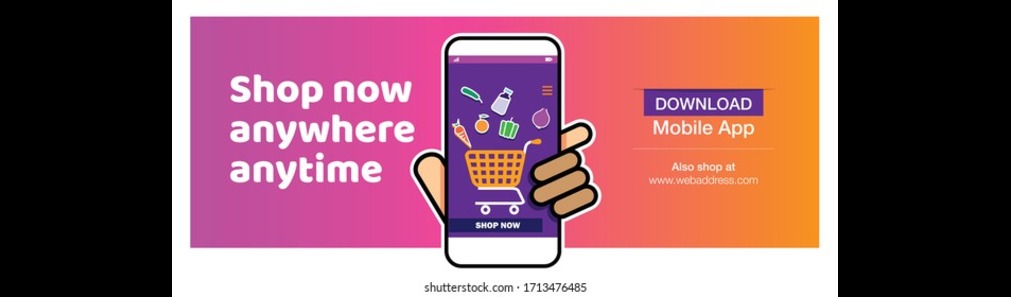 Shop now
anywhere
anytime
SHOP NOW
DOWNLOAD
Mobile App
Also shop at
www.webaddress.com
shutterstock.com · 1713476485